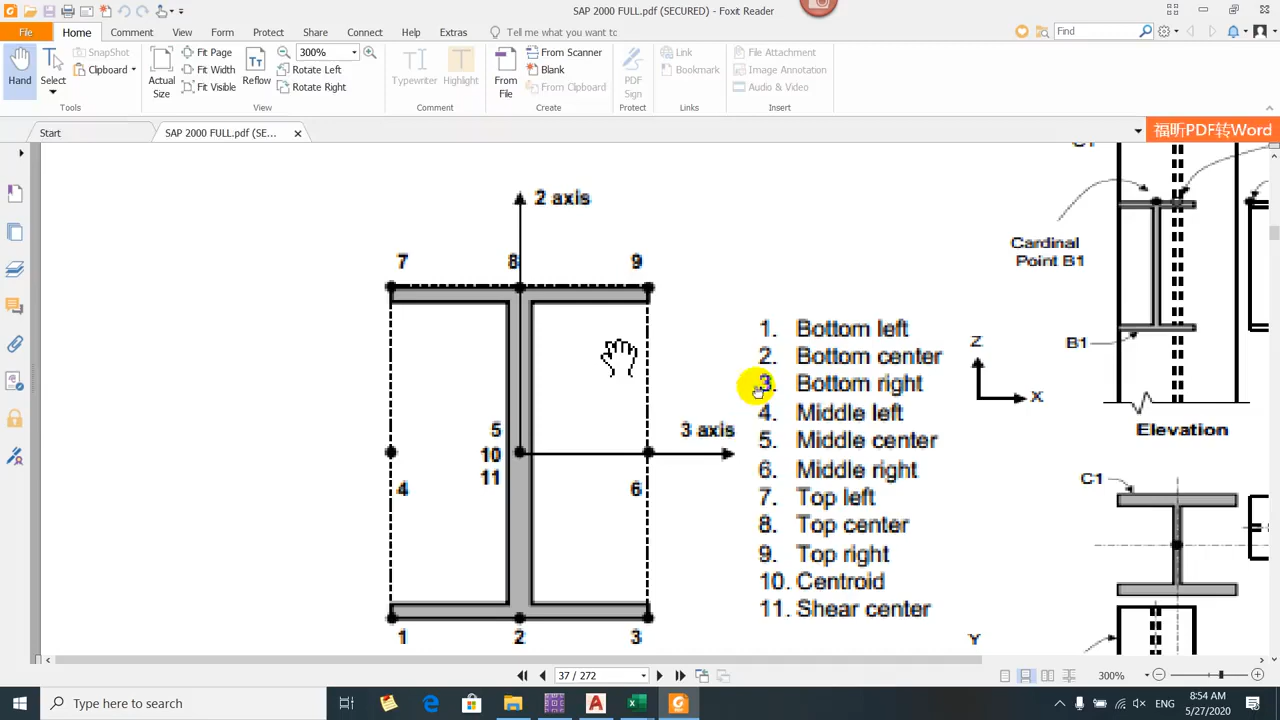 SAP 2000 FULL.pdf (SECURED) - Foxit Reader
File
Home
Comment
View
Form
Protect
Share
Connect
Help
Extras
Tell me what you want...
Find
Hand
Select
SnapShot
Clipboard
Actual Size
Fit Page
Fit Width
Fit Visible
Reflow
300%
Rotate Left
Rotate Right
Typewriter
Highlight
From File
From Scanner
Blank
From Clipboard
PDF Sign
Link
Bookmark
File Attachment
Image Annotation
Audio & Video
Tools
View
Comment
Create
Protect
Links
Insert
Start
SAP 2000 FULL.pdf (SE...
福昕PDF转Word
2 axis
7
8
9
5
10
11
3 axis
4
6
1
2
3
1. Bottom left
2. Bottom center
3. Bottom right
4. Middle left
5. Middle center
6. Middle right
7. Top left
8. Top center
9. Top right
10. Centroid
11. Shear center
C1
Cardinal
Point B1
B1
Z
X
Elevation
C1
Y
37 / 272
300%
Type here to search
ENG
8:54 AM
5/27/2020